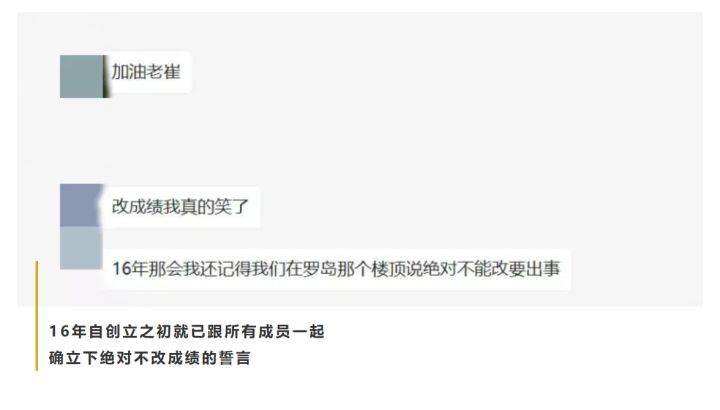 加油老崔
改成绩我真的笑了
16年那会我还记得我们在罗岛那个楼顶说绝对不能改要出事
16年自创立之初就已跟所有成员一起
确立下绝对不改成绩的誓言